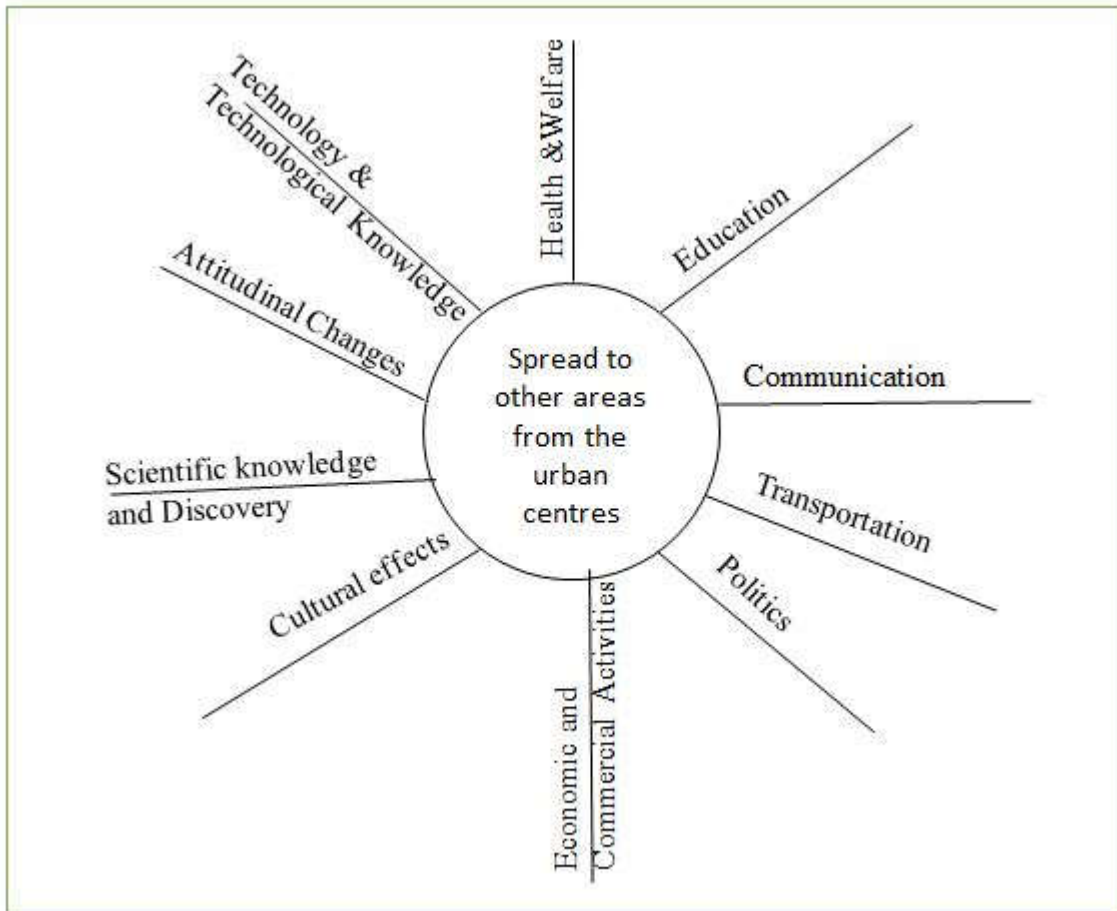 Health &Welfare
Education
Communication
Transportation
Politics
Economic and
Commercial Activities
Cultural effects
Scientific knowledge
and Discovery
Attitudinal Changes
Technology &
Technological Knowledge
Spread to
other areas
from the
urban
centres